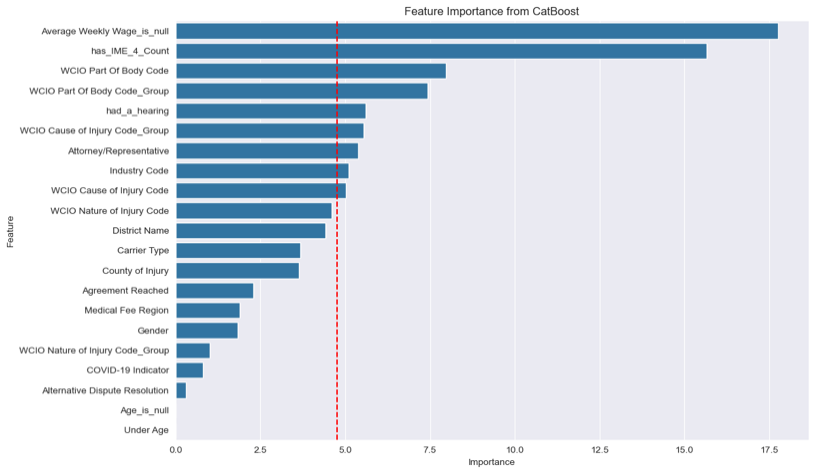 Feature Importance from CatBoost
Feature
Average Weekly Wage_is_null
has_IME_4_Count
WCIO Part Of Body Code
WCIO Part Of Body Code_Group
had_a_hearing
WCIO Cause of Injury Code_Group
Attorney/Representative
Industry Code
WCIO Cause of Injury Code
WCIO Nature of Injury Code
District Name
Carrier Type
County of Injury
Agreement Reached
Medical Fee Region
Gender
WCIO Nature of Injury Code_Group
COVID-19 Indicator
Alternative Dispute Resolution
Age_is_null
Under Age
0.0 2.5 5.0 7.5 10.0 12.5 15.0 17.5
Importance